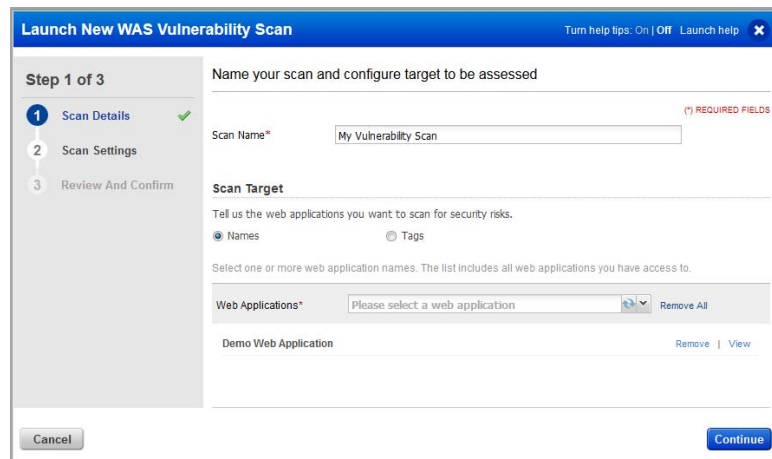 Launch New WAS Vulnerability Scan
Turn help tips: On | Off Launch help
Step 1 of 3
1 Scan Details
2 Scan Settings
3 Review And Confirm
Name your scan and configure target to be assessed
(*) REQUIRED FIELDS
Scan Name* My Vulnerability Scan
Scan Target
Tell us the web applications you want to scan for security risks.
Names Tags
Select one or more web application names. The list includes all web applications you have access to.
Web Applications* Please select a web application Remove All
Demo Web Application Remove | View
Cancel Continue